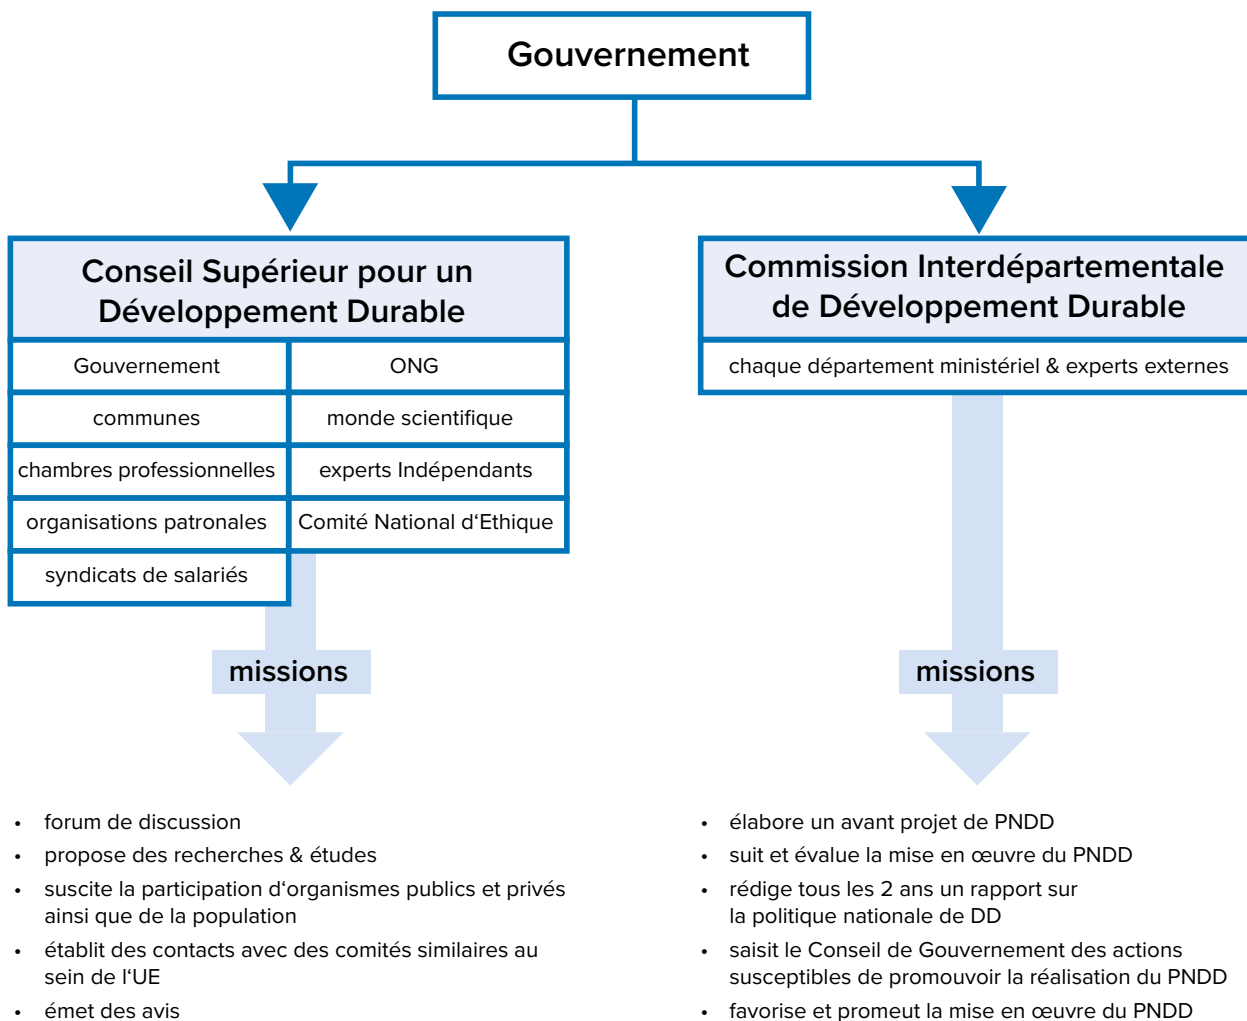 Gouvernement
Conseil Supérieur pour un
Développement Durable
Gouvernement
ONG
communes
monde scientifique
chambres professionnelles
experts Indépendants
organisations patronales
Comité National d‘Ethique
syndicats de salariés
missions
• forum de discussion
• propose des recherches & études
• suscite la participation d‘organismes publics et privés
ainsi que de la population
• établit des contacts avec des comités similaires au
sein de l‘UE
• émet des avis
Commission Interdépartementale
de Développement Durable
chaque département ministériel & experts externes
missions
• élabore un avant projet de PNDD
• suit et évalue la mise en œuvre du PNDD
• rédige tous les 2 ans un rapport sur
la politique nationale de DD
• saisit le Conseil de Gouvernement des actions
susceptibles de promouvoir la réalisation du PNDD
• favorise et promeut la mise en œuvre du PNDD